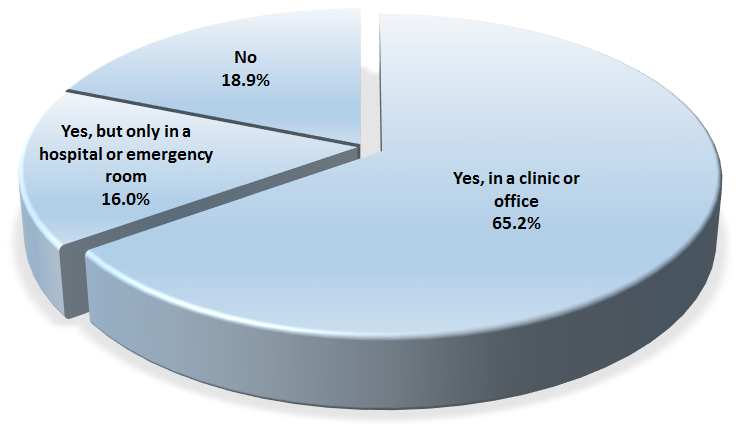 No
18.9%
Yes, but only in a
hospital or emergency
room
16.0%
Yes, in a clinic or
office
65.2%